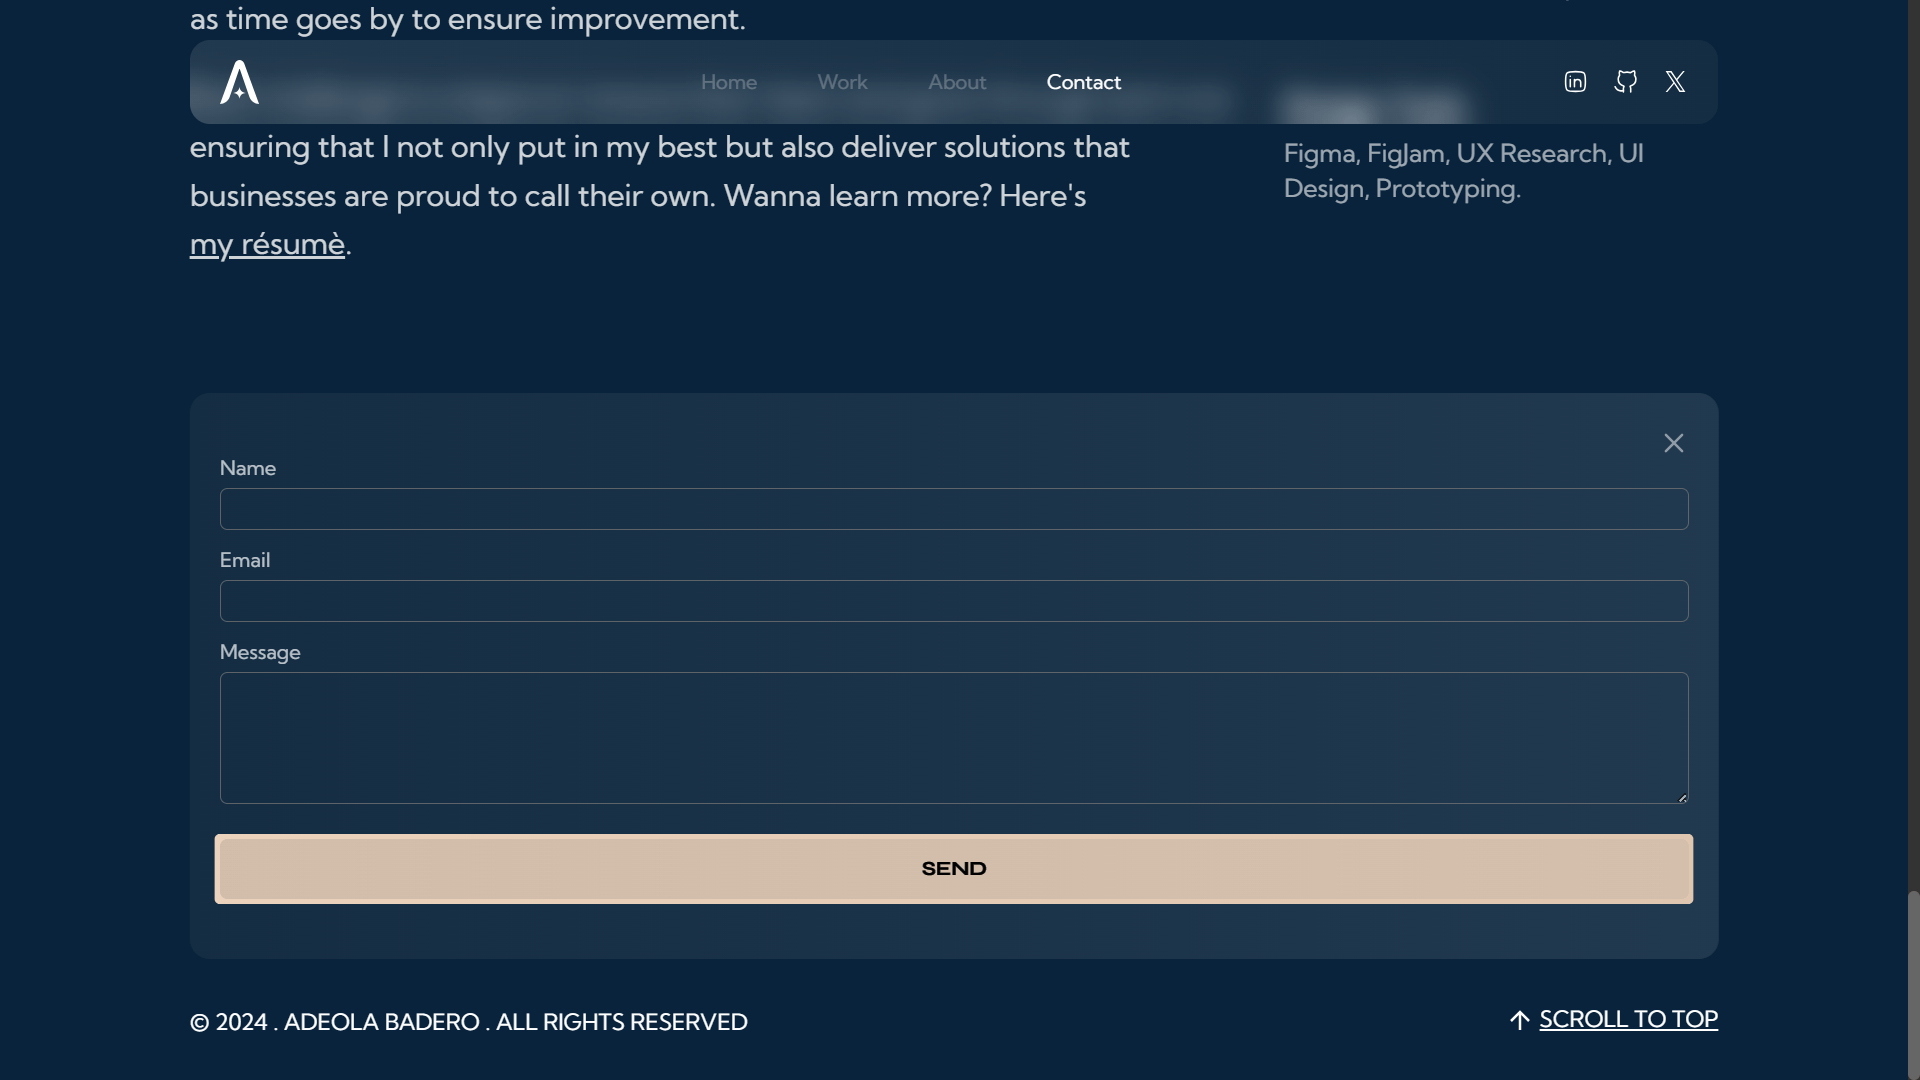 as time goes by to ensure improvement.
Home
Work
About
Contact
ensuring that I not only put in my best but also deliver solutions that
businesses are proud to call their own. Wanna learn more? Here's
my résumè.
Figma, FigJam, UX Research, UI
Design, Prototyping.
Name
Email
Message
SEND
© 2024 . ADEOLA BADERO . ALL RIGHTS RESERVED
SCROLL TO TOP